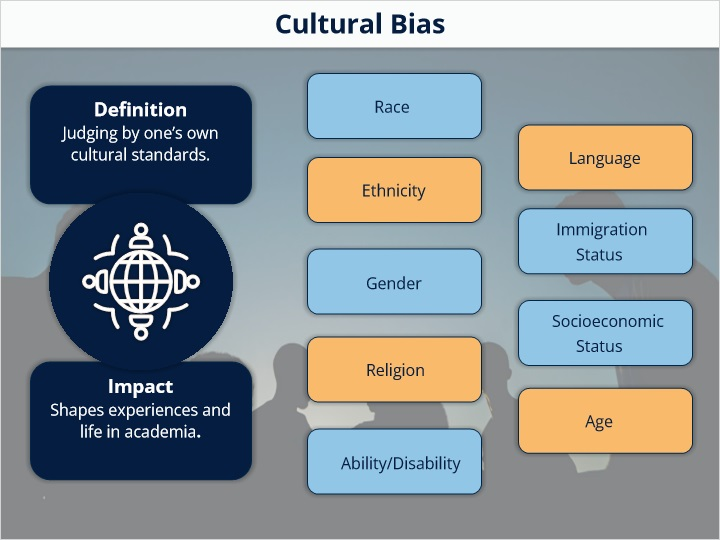 Cultural Bias
Definition
Judging by one’s own
cultural standards.
Impact
Shapes experiences and
life in academia.
Race
Ethnicity
Gender
Religion
Ability/Disability
Language
Immigration
Status
Socioeconomic
Status
Age